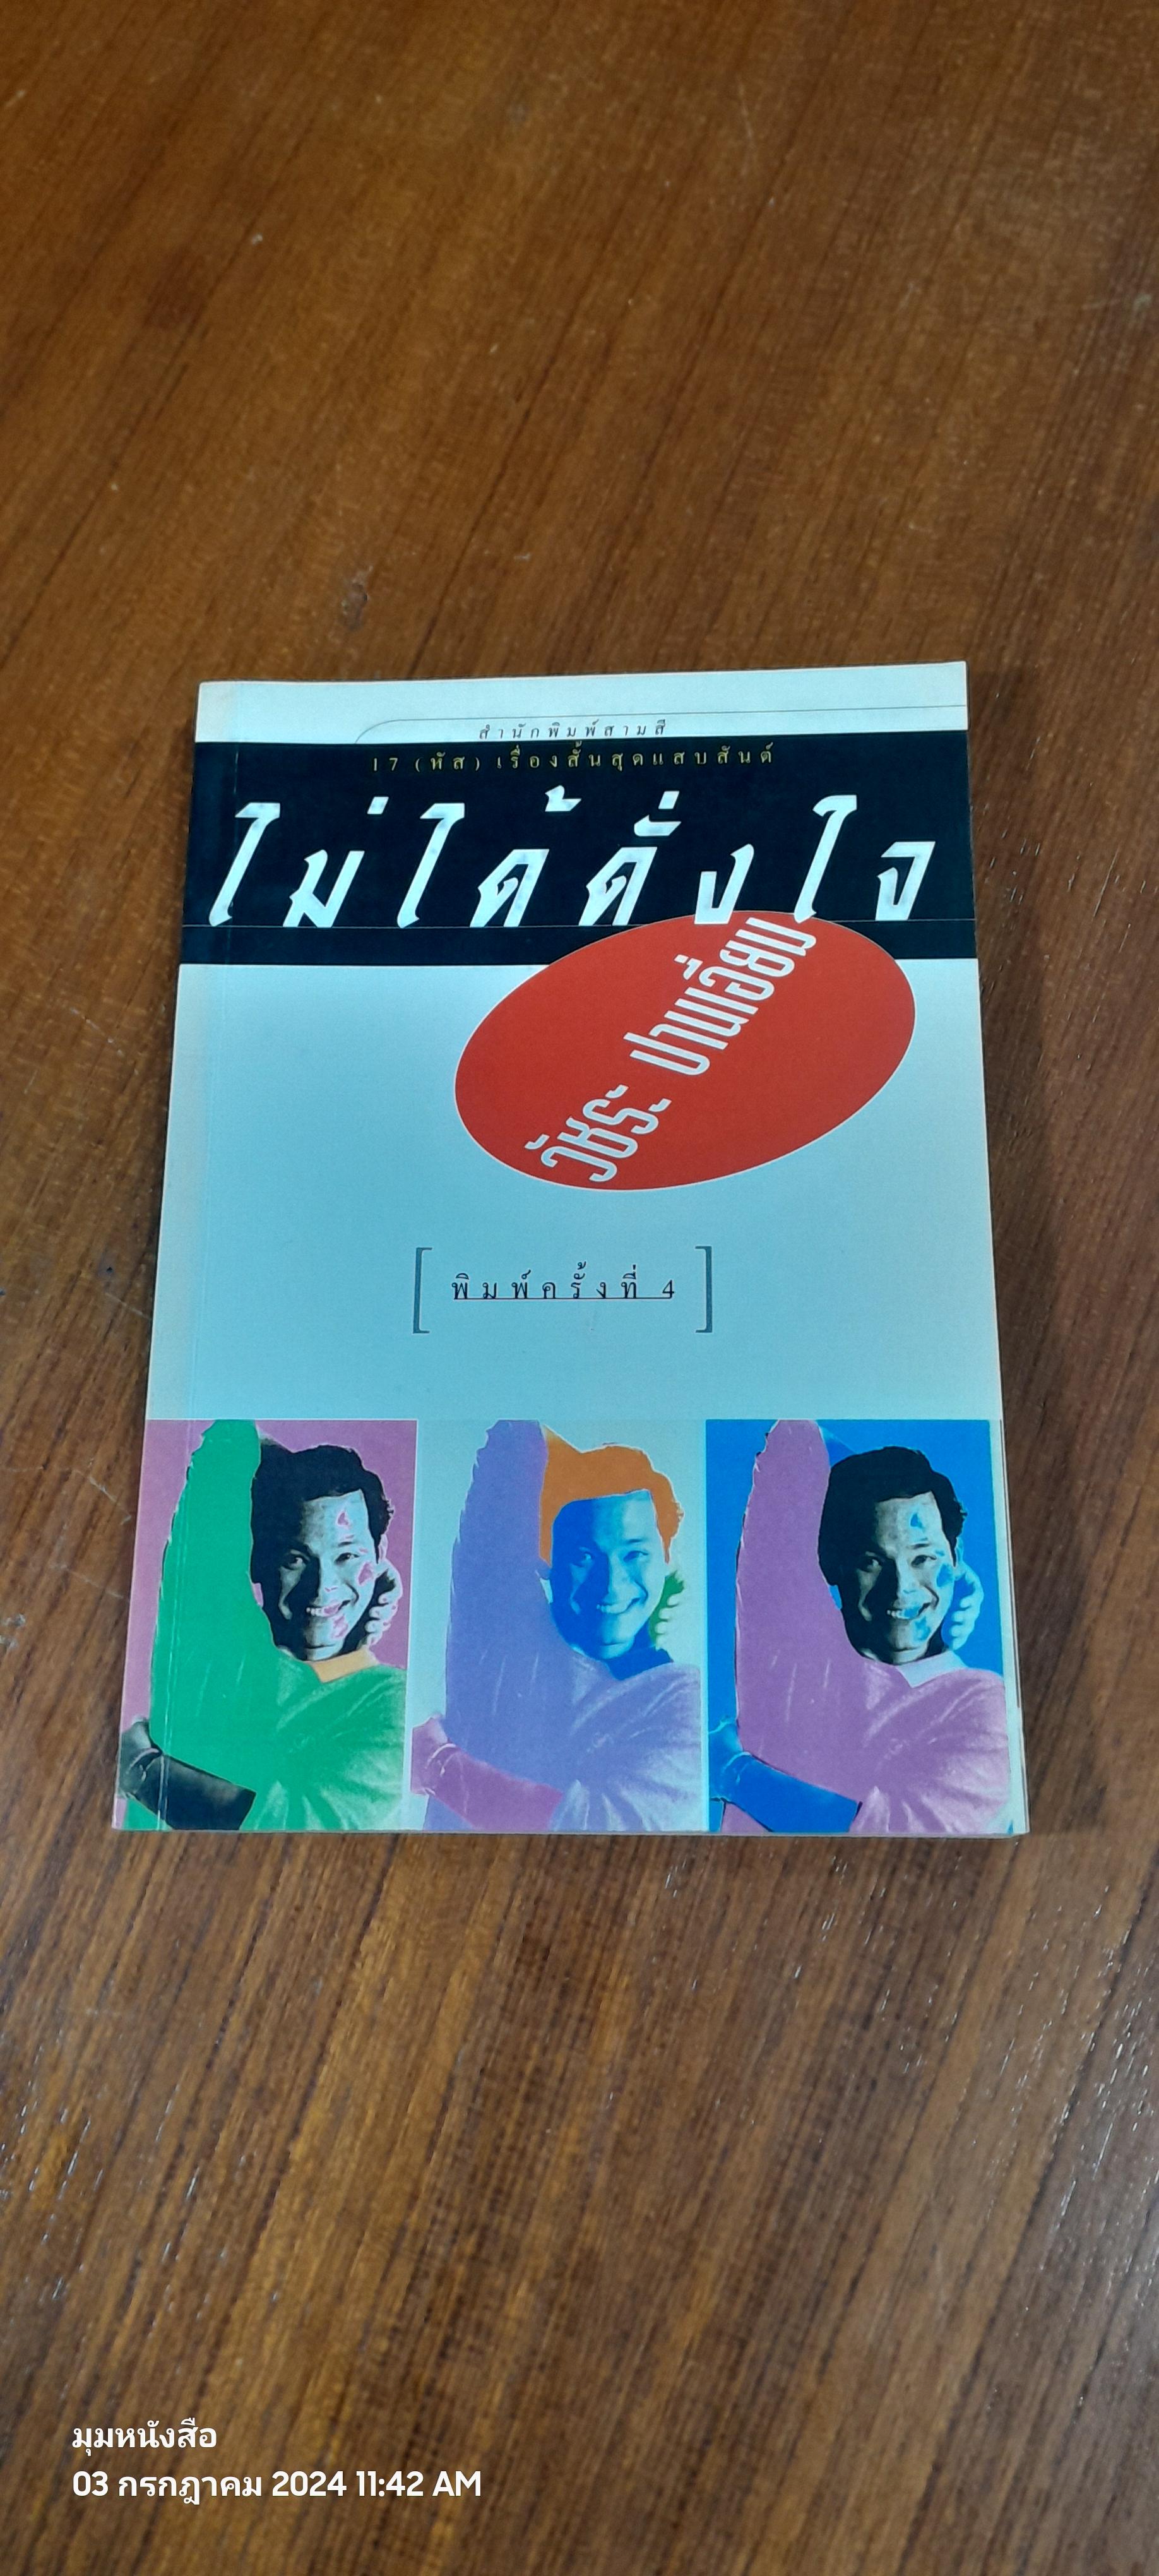 สำนักพิมพ์สามสี
17 (หัส) เรื่องสั้นสุดแสบสันต์
ไม่ได้ตั้งใจ
วัชระ ปานเอี่ยม
[พิมพ์ครั้งที่ 4]
มุมหนังสือ
03 กรกฎาคม 2024 11:42 AM